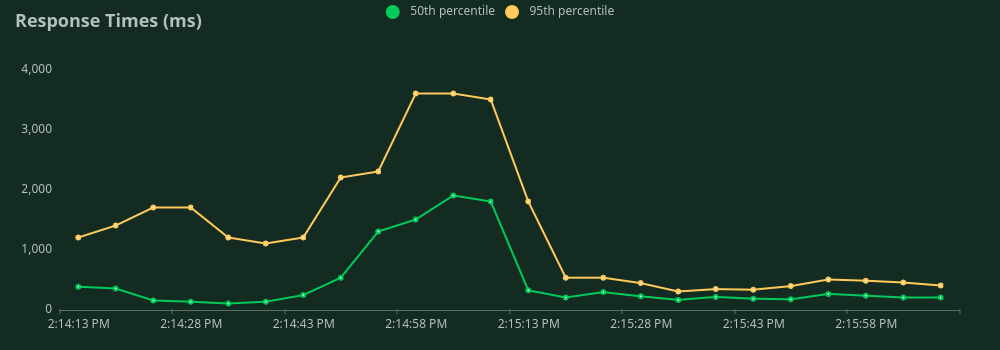 Response Times (ms)
50th percentile 95th percentile
4,000
3,000
2,000
1,000
0
2:14:13 PM 2:14:28 PM 2:14:43 PM 2:14:58 PM 2:15:13 PM 2:15:28 PM 2:15:43 PM 2:15:58 PM